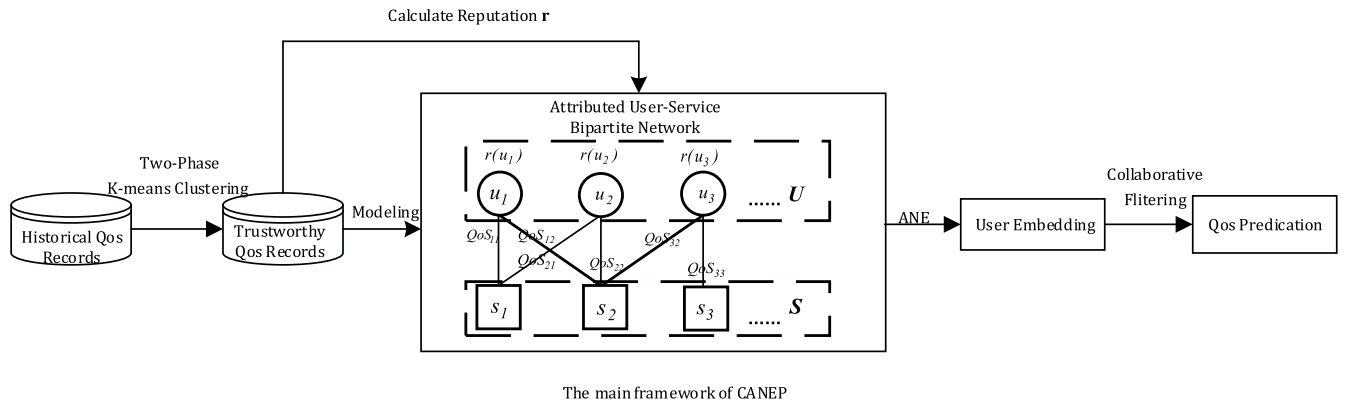 Calculate Reputation r
Attributed User-Service
Bipartite Network
r(u1)
r(u2)
r(u3)
u1
u2
u3
...... U
Two-Phase
K-means Clustering
Historical Qos
Records
Trustworthy
Qos Records
Modeling
QoS11
QoS12
QoS21
QoS22
QoS32
QoS33
s1
s2
s3
...... S
ANE
User Embedding
Collaborative
Flitering
Qos Predication
The main framework of CANEP